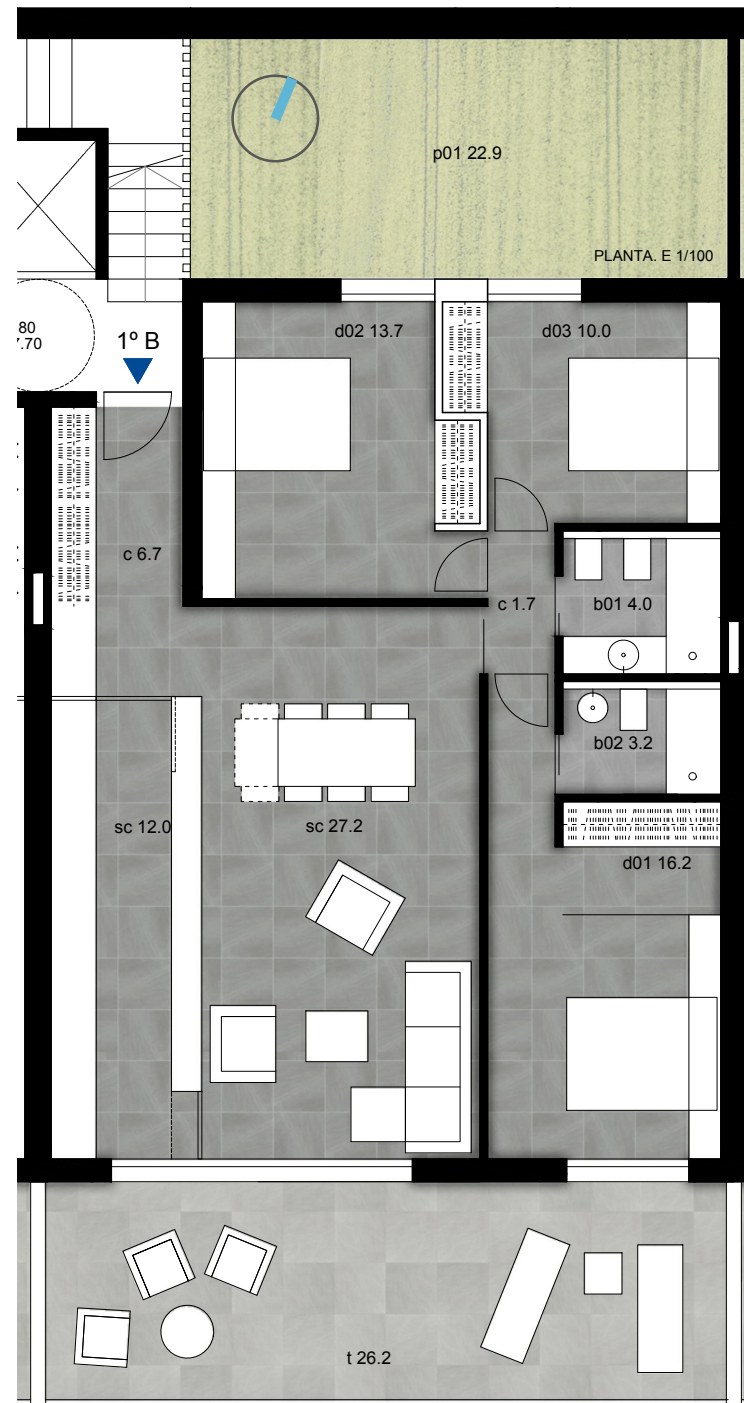 p01 22.9
PLANTA. E 1/100
80
7.70
1º B
d02 13.7
d03 10.0
c 6.7
c 1.7
b01 4.0
b02 3.2
sc 12.0
sc 27.2
d01 16.2
t 26.2